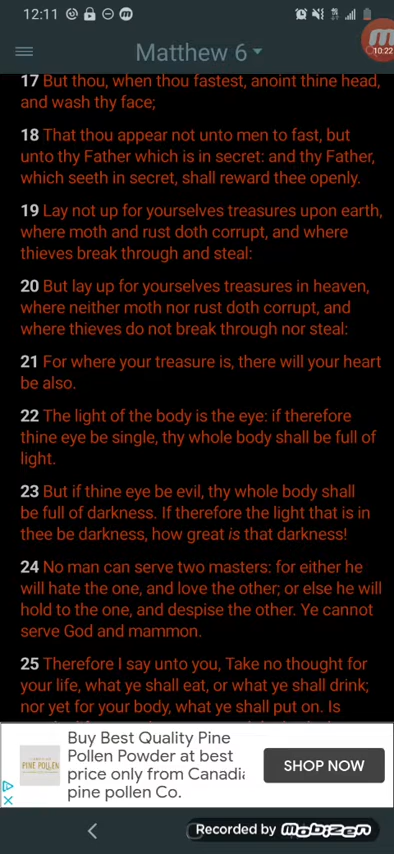 12:11
10:22
Matthew 6
17 But thou, when thou fastest, anoint thine head,
and wash thy face;
18 That thou appear not unto men to fast, but
unto thy Father which is in secret: and thy Father,
which seeth in secret, shall reward thee openly.
19 Lay not up for yourselves treasures upon earth,
where moth and rust doth corrupt, and where
thieves break through and steal:
20 But lay up for yourselves treasures in heaven,
where neither moth nor rust doth corrupt, and
where thieves do not break through nor steal:
21 For where your treasure is, there will your heart
be also.
22 The light of the body is the eye: if therefore
thine eye be single, thy whole body shall be full of
light.
23 But if thine eye be evil, thy whole body shall
be full of darkness. If therefore the light that is in
thee be darkness, how great is that darkness!
24 No man can serve two masters: for either he
will hate the one, and love the other; or else he will
hold to the one, and despise the other. Ye cannot
serve God and mammon.
25 Therefore I say unto you, Take no thought for
your life, what ye shall eat, or what ye shall drink;
nor yet for your body, what ye shall put on. Is
Buy Best Quality Pine
Pollen Powder at best
price only from Canadia
pine pollen Co.
PINE POLLEN
SHOP NOW
Recorded by mobizen